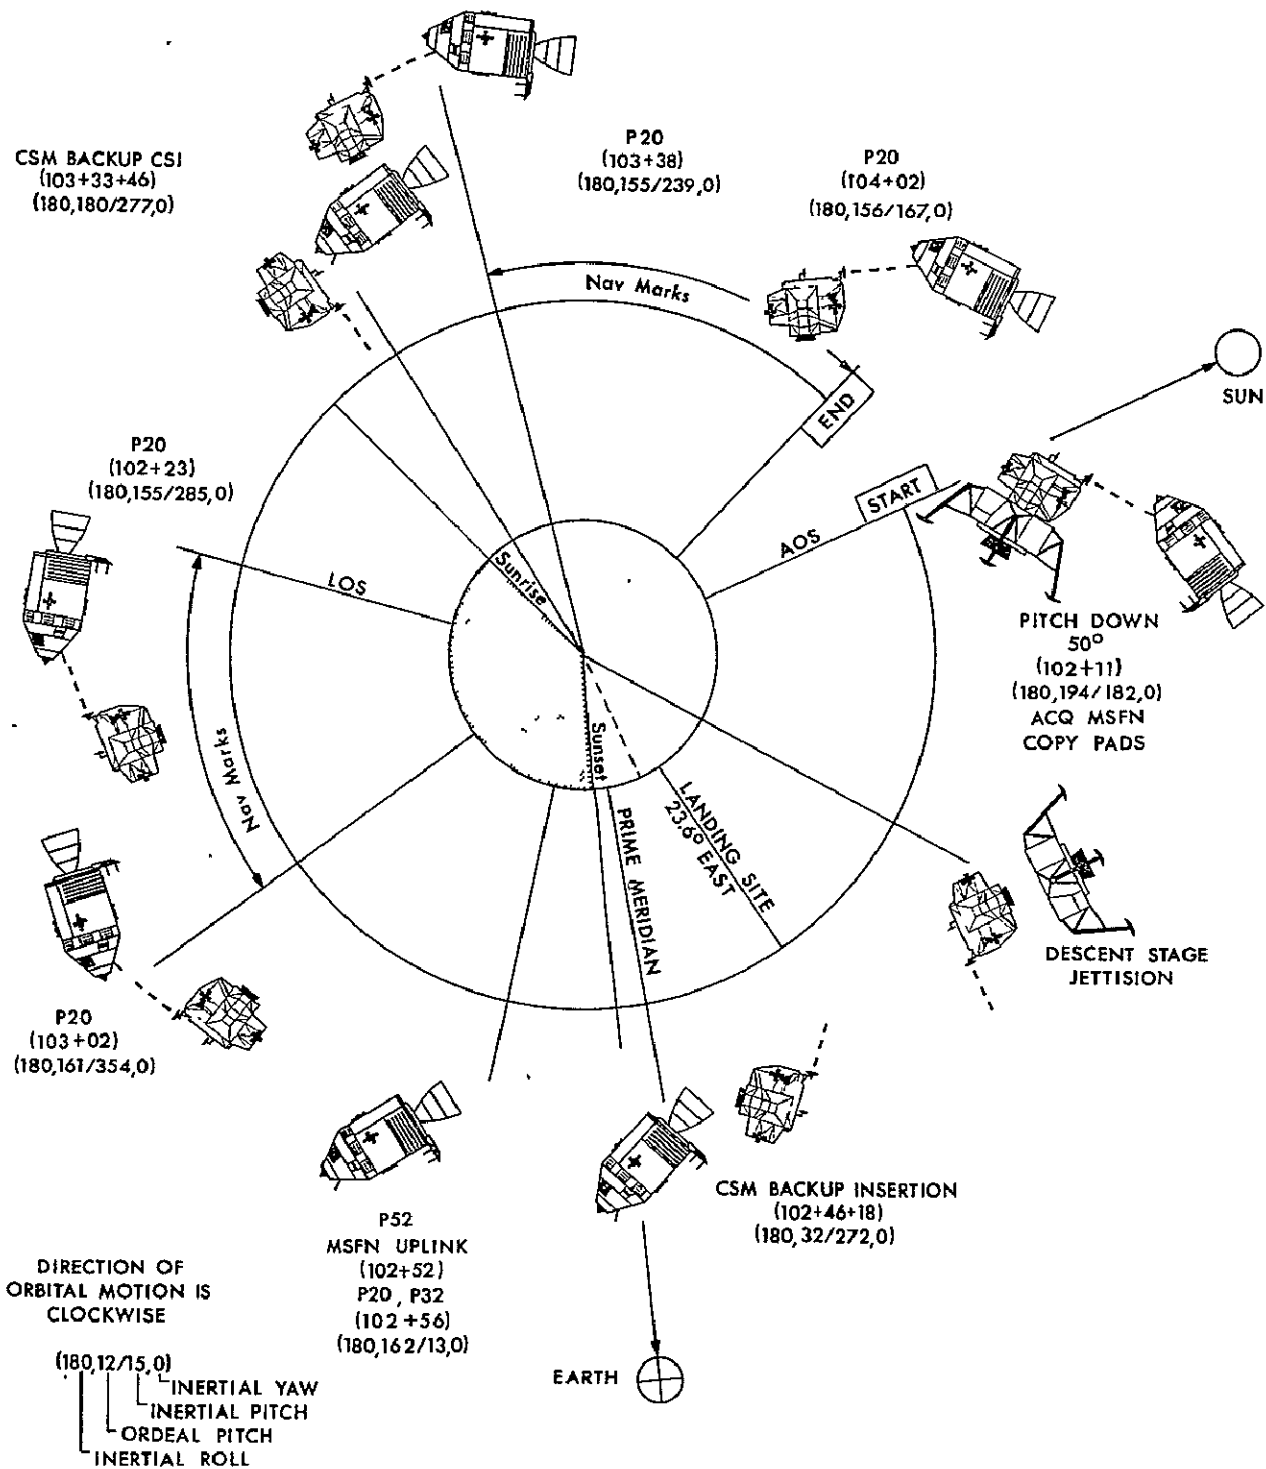 CSM BACKUP CSI
(103+33+46)
(180,180/277,0)
P20
(103+38)
(180,155/239,0)
P20
(104+02)
(180,156/167,0)
Nav Marks
SUN
END
START
AOS
P20
(102+23)
(180,155/285,0)
LOS
Sunrise
PITCH DOWN
50°
(102+11)
(180,194/182,0)
ACQ MSFN
COPY PADS
Nav Marks
Sunset
PRIME MERIDIAN
LANDING SITE
23.6° EAST
DESCENT STAGE
JETTISION
P20
(103+02)
(180,161/354,0)
CSM BACKUP INSERTION
(102+46+18)
(180,32/272,0)
P52
MSFN UPLINK
(102+52)
P20, P32
(102+56)
(180,162/13,0)
DIRECTION OF
ORBITAL MOTION IS
CLOCKWISE
EARTH
(180,12/15,0)
INERTIAL YAW
INERTIAL PITCH
ORDEAL PITCH
INERTIAL ROLL